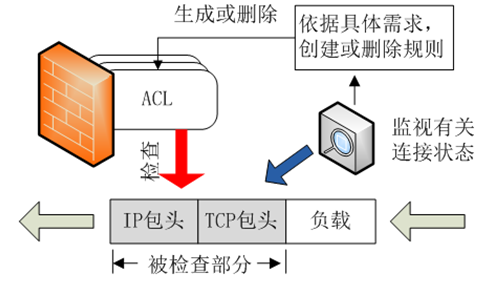 生成或删除
依据具体需求，
创建或删除规则
ACL
监视有关
连接状态
检查
IP包头 TCP包头 负载
被检查部分